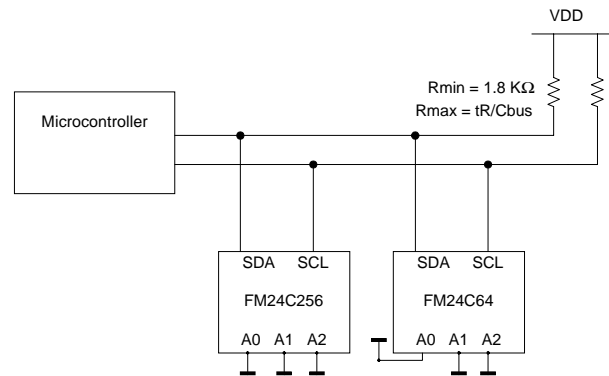 VDD
Rmin = 1.8 KΩ
Rmax = tR/Cbus
Microcontroller
SDA SCL
FM24C256
A0 A1 A2
SDA SCL
FM24C64
A0 A1 A2